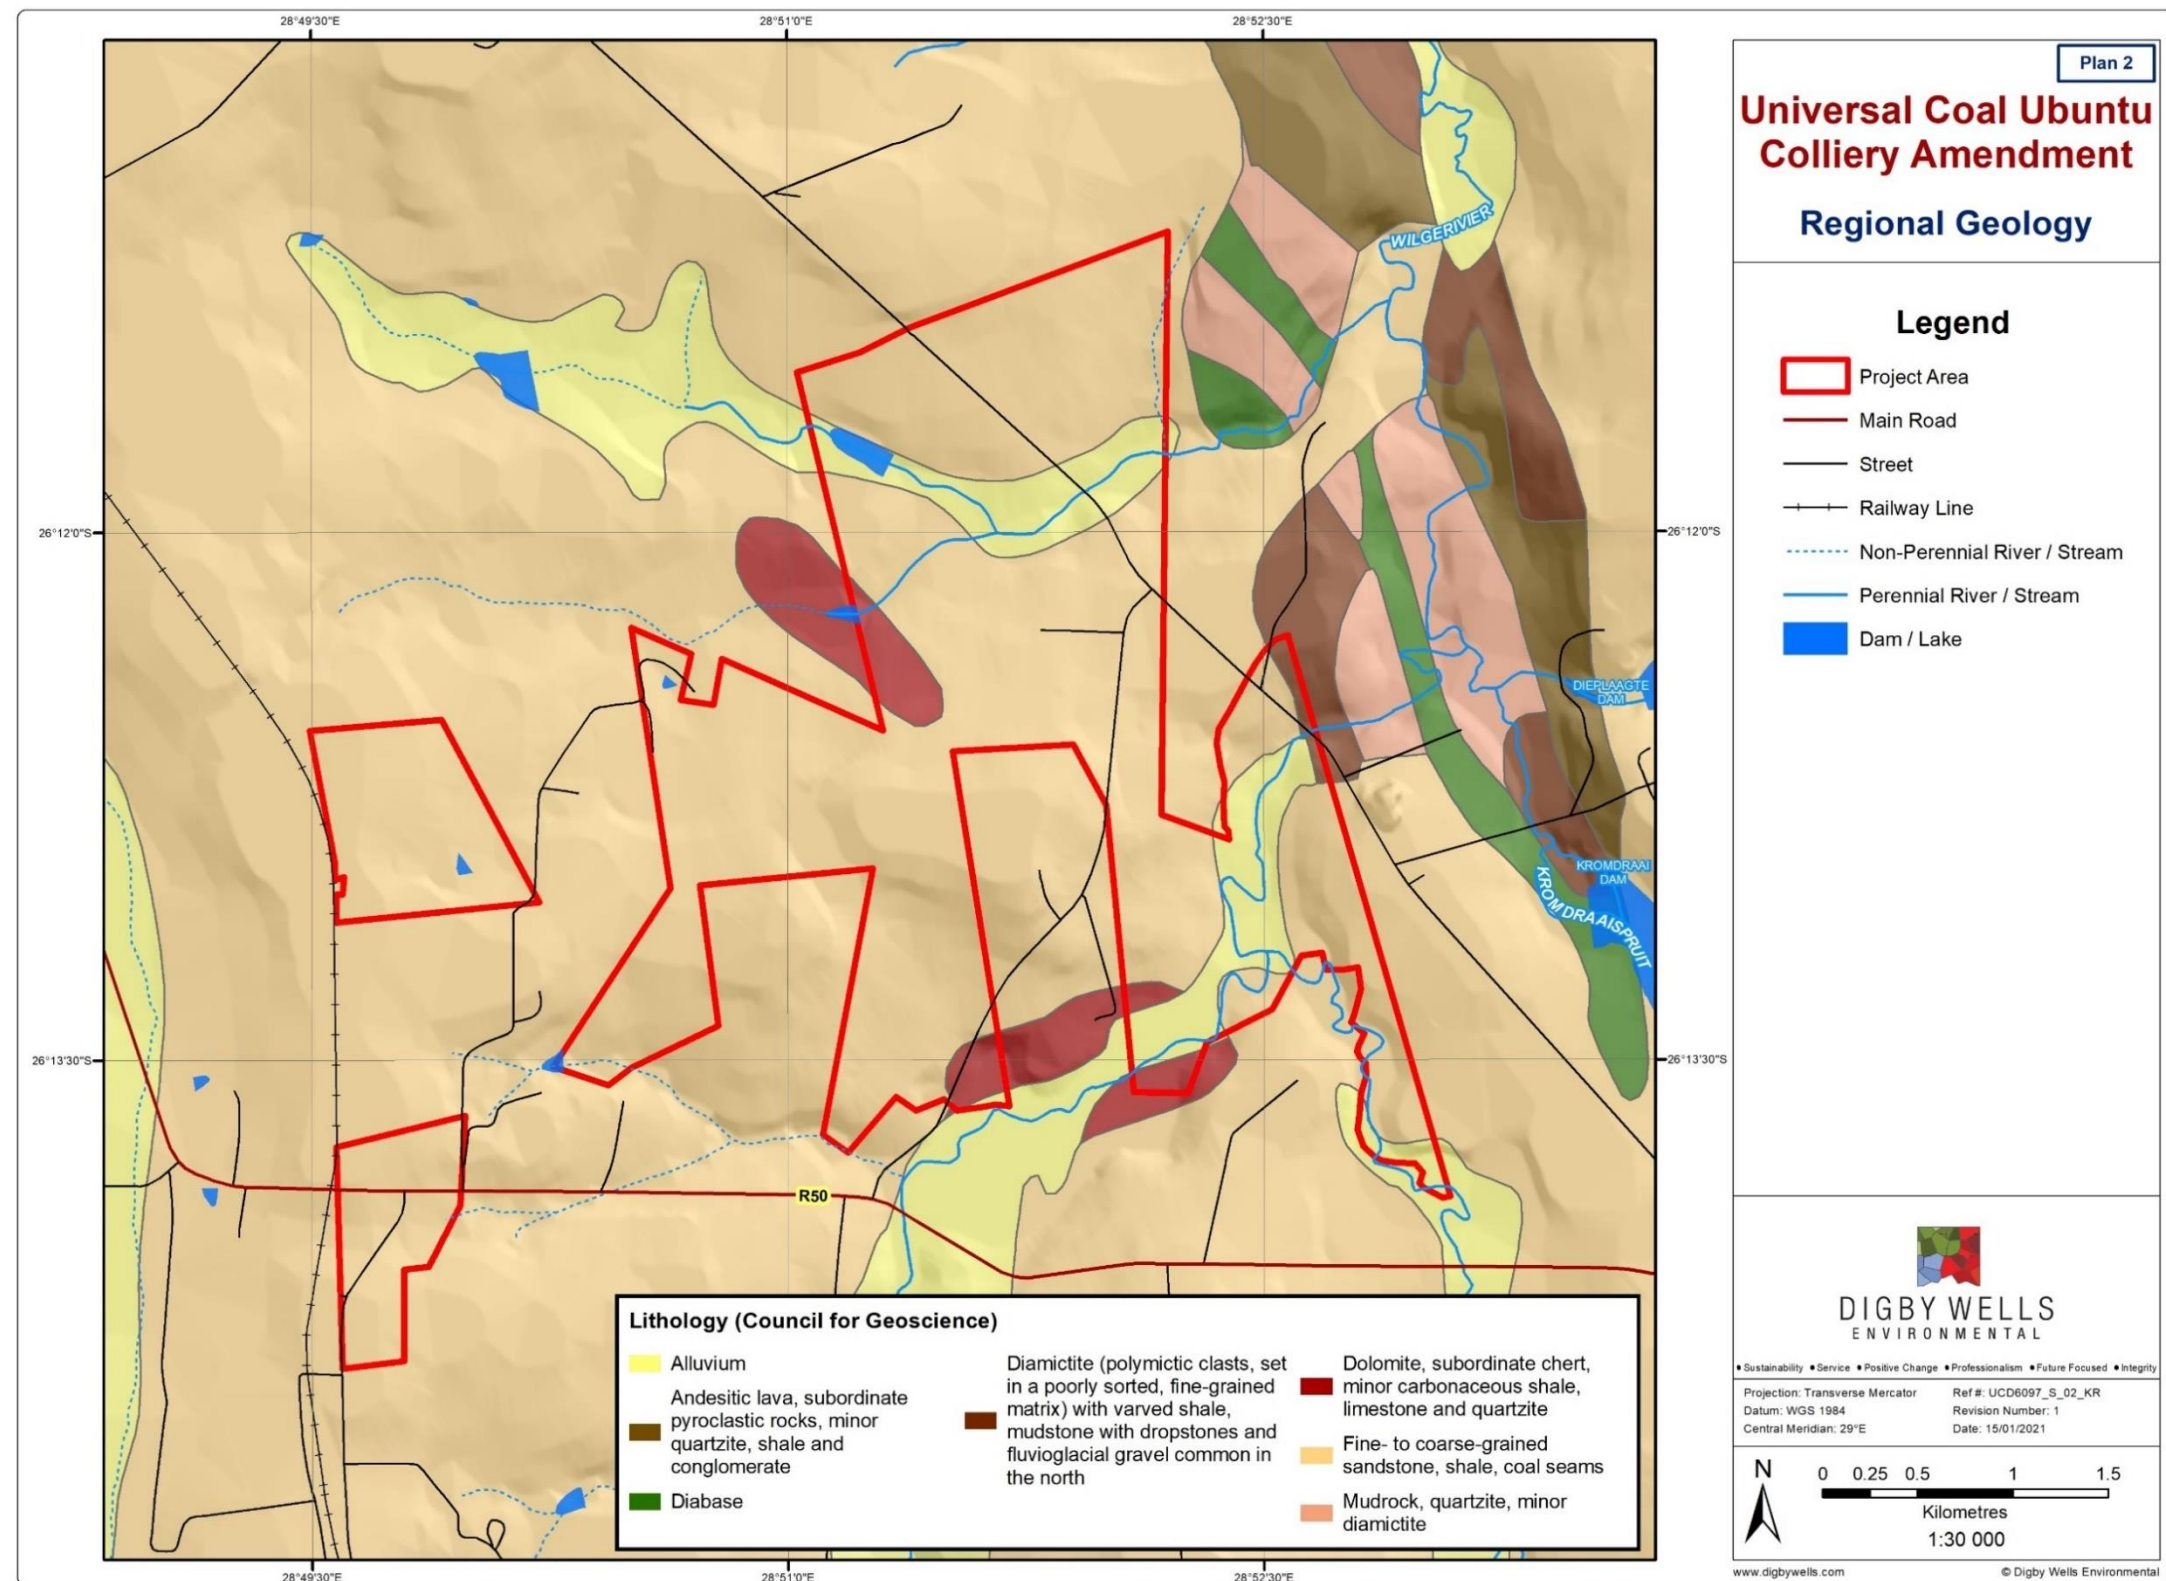 28°49'30"E
28°51'0"E
28°52'30"E
26°12'0"S
26°12'0"S
26°13'30"S
26°13'30"S
28°49'30"E
28°51'0"E
28°52'30"E
WILGERIVIER
DIEPLAAGTE
DAM
KROMDRAAI
DAM
KROMDRAAISPRUIT
R50
Lithology (Council for Geoscience)
Alluvium
Andesitic lava, subordinate
pyroclastic rocks, minor
quartzite, shale and
conglomerate
Diabase
Diamictite (polymictic clasts, set
in a poorly sorted, fine-grained
matrix) with varved shale,
mudstone with dropstones and
fluvioglacial gravel common in
the north
Dolomite, subordinate chert,
minor carbonaceous shale,
limestone and quartzite
Fine- to coarse-grained
sandstone, shale, coal seams
Mudrock, quartzite, minor
diamictite
Plan 2
Universal Coal Ubuntu
Colliery Amendment
Regional Geology
Legend
Project Area
Main Road
Street
Railway Line
Non-Perennial River / Stream
Perennial River / Stream
Dam / Lake
DIGBY WELLS
ENVIRONMENTAL
• Sustainability • Service • Positive Change • Professionalism • Future Focused • Integrity
Projection: Transverse Mercator
Datum: WGS 1984
Central Meridian: 29°E
Ref #: UCD6097_S_02_KR
Revision Number: 1
Date: 15/01/2021
N
0 0.25 0.5 1 1.5
Kilometres
1:30 000
www.digbywells.com
© Digby Wells Environmental